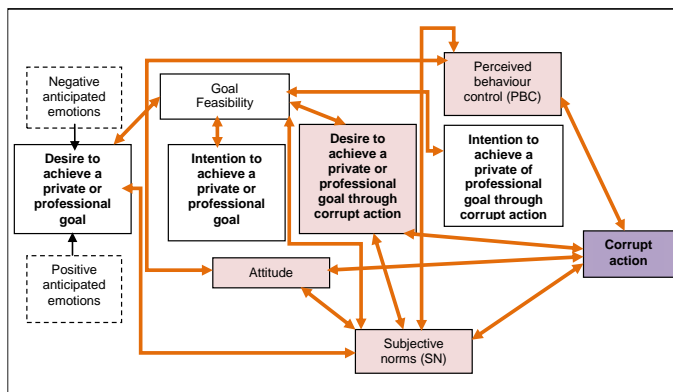 Negative
anticipated
emotions
Goal
Feasibility
Perceived
behaviour
control (PBC)
Desire to
achieve a
private or
professional
goal
Intention to
achieve a
private or
professional
goal
Desire to
achieve a
private or
professional
goal through
corrupt action
Intention to
achieve a
private of
professional
goal through
corrupt action
Positive
anticipated
emotions
Attitude
Corrupt
action
Subjective
norms (SN)